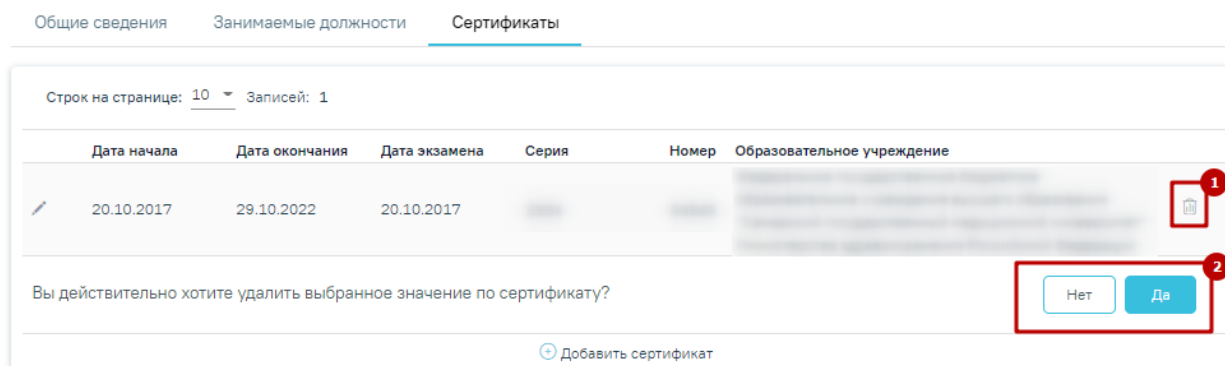 Общие сведения Занимаемые должности Сертификаты
Строк на странице: 10 Записей: 1
Дата начала Дата окончания Дата экзамена Серия Номер Образовательное учреждение
1
20.10.2017 29.10.2022 20.10.2017
2
Вы действительно хотите удалить выбранное значение по сертификату? Нет Да
Добавить сертификат